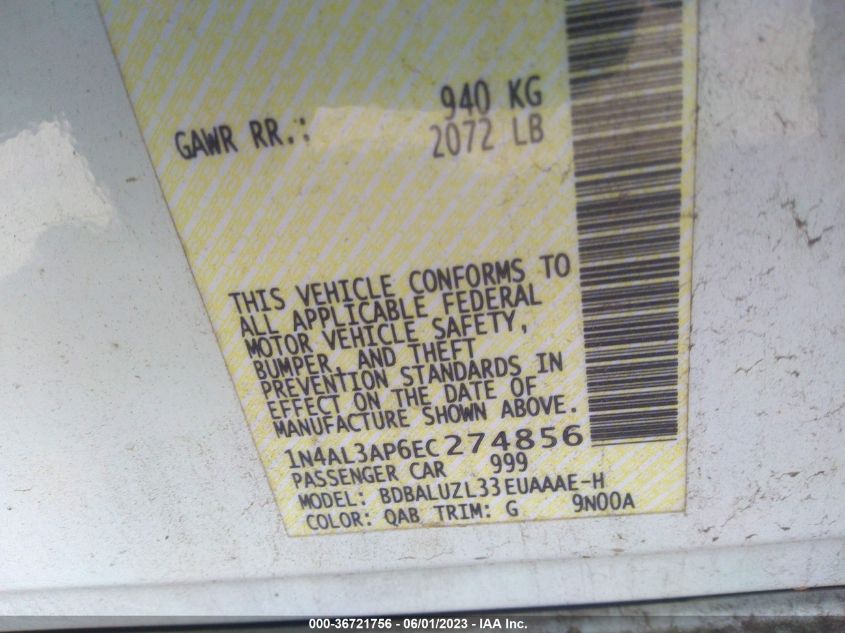 GAWR RR.: 940 KG
2072 LB
THIS VEHICLE CONFORMS TO
ALL APPLICABLE FEDERAL
MOTOR VEHICLE SAFETY,
BUMPER, AND THEFT
PREVENTION STANDARDS IN
EFFECT ON THE DATE OF
MANUFACTURE SHOWN ABOVE.
1N4AL3AP6EC274856
PASSENGER CAR 999
MODEL: BDBALUZL33EUAAAE-H
COLOR: QAB TRIM: G 9N00A
000-36721756 - 06/01/2023 - IAA Inc.